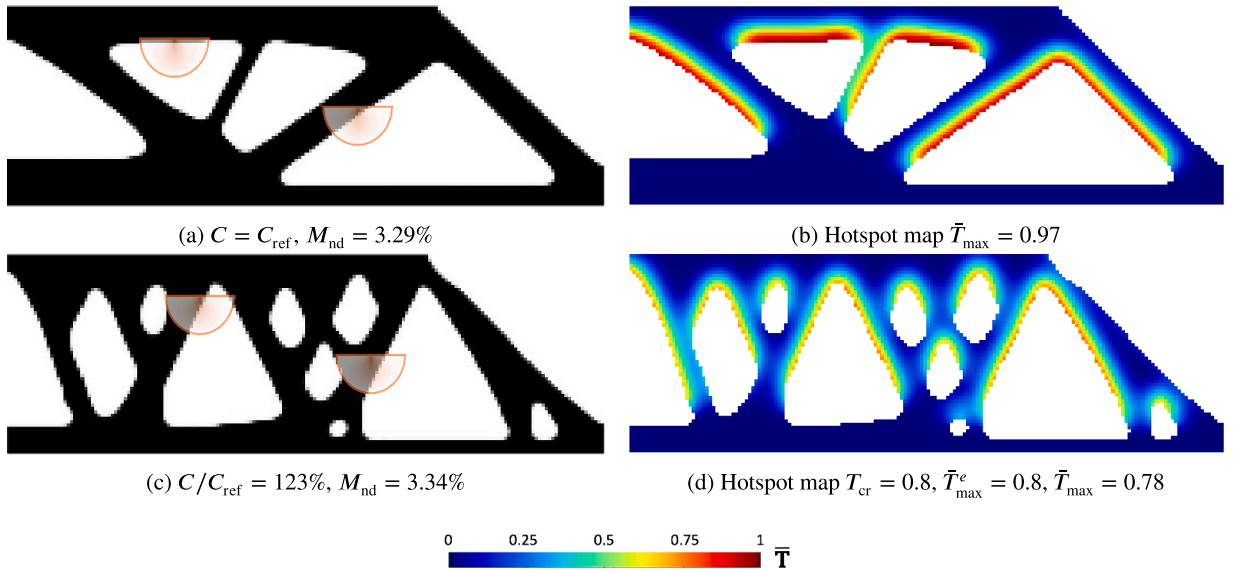 (a) C = C_ref, M_nd = 3.29%
(b) Hotspot map T̄_max = 0.97
(c) C/C_ref = 123%, M_nd = 3.34%
(d) Hotspot map T_cr = 0.8, T̄^e_max = 0.8, T̄_max = 0.78
0 0.25 0.5 0.75 1 T̄